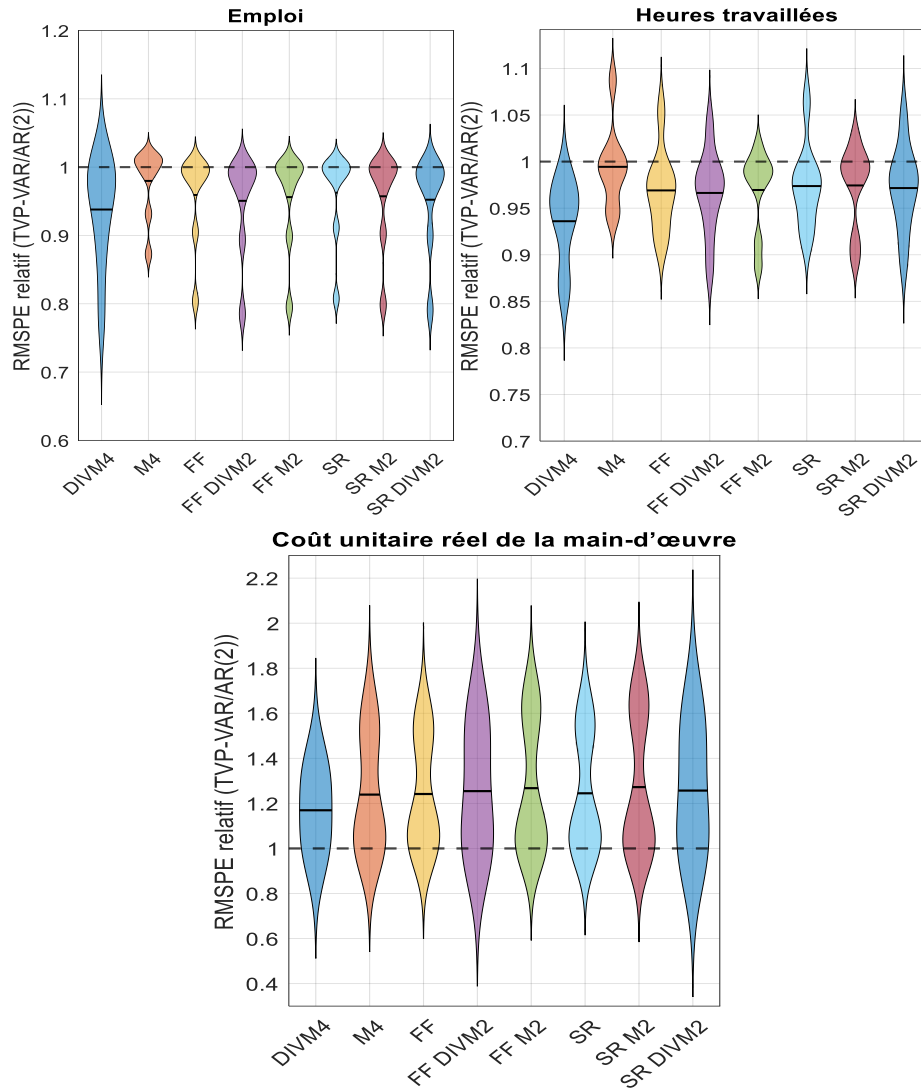 Emploi
RMSPE relatif (TVP-VAR/AR(2))
1.2
1.1
1
0.9
0.8
0.7
0.6
DIVM4
M4
FF
FF DIVM2
FF M2
SR
SR M2
SR DIVM2
Heures travaillées
RMSPE relatif (TVP-VAR/AR(2))
1.1
1.05
1
0.95
0.9
0.85
0.8
0.75
0.7
DIVM4
M4
FF
FF DIVM2
FF M2
SR
SR M2
SR DIVM2
Coût unitaire réel de la main-d’œuvre
RMSPE relatif (TVP-VAR/AR(2))
2.2
2
1.8
1.6
1.4
1.2
1
0.8
0.6
0.4
DIVM4
M4
FF
FF DIVM2
FF M2
SR
SR M2
SR DIVM2